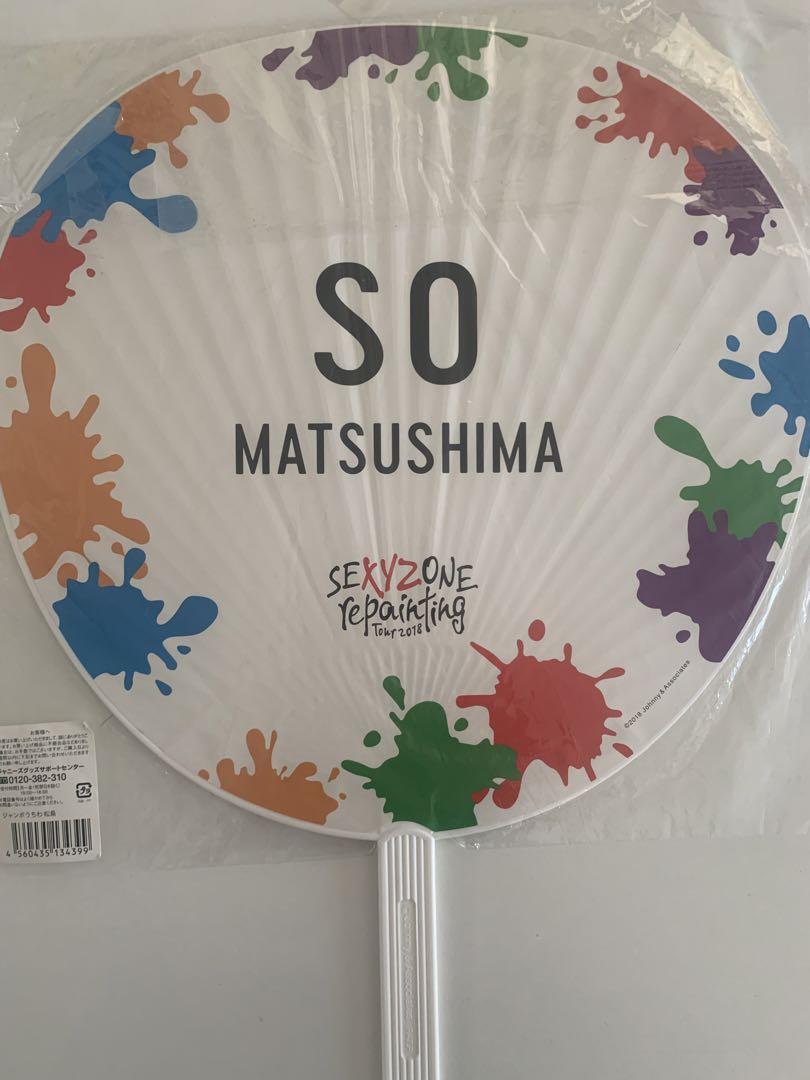 SO
MATSUSHIMA
SEXYZONE
repainting
Tour 2018
©2018 Johnny & Associates
お客様へ
ジャニーズグッズサポートセンター
0120-382-310
ジャンボうちわ 松島
4 560435 134399